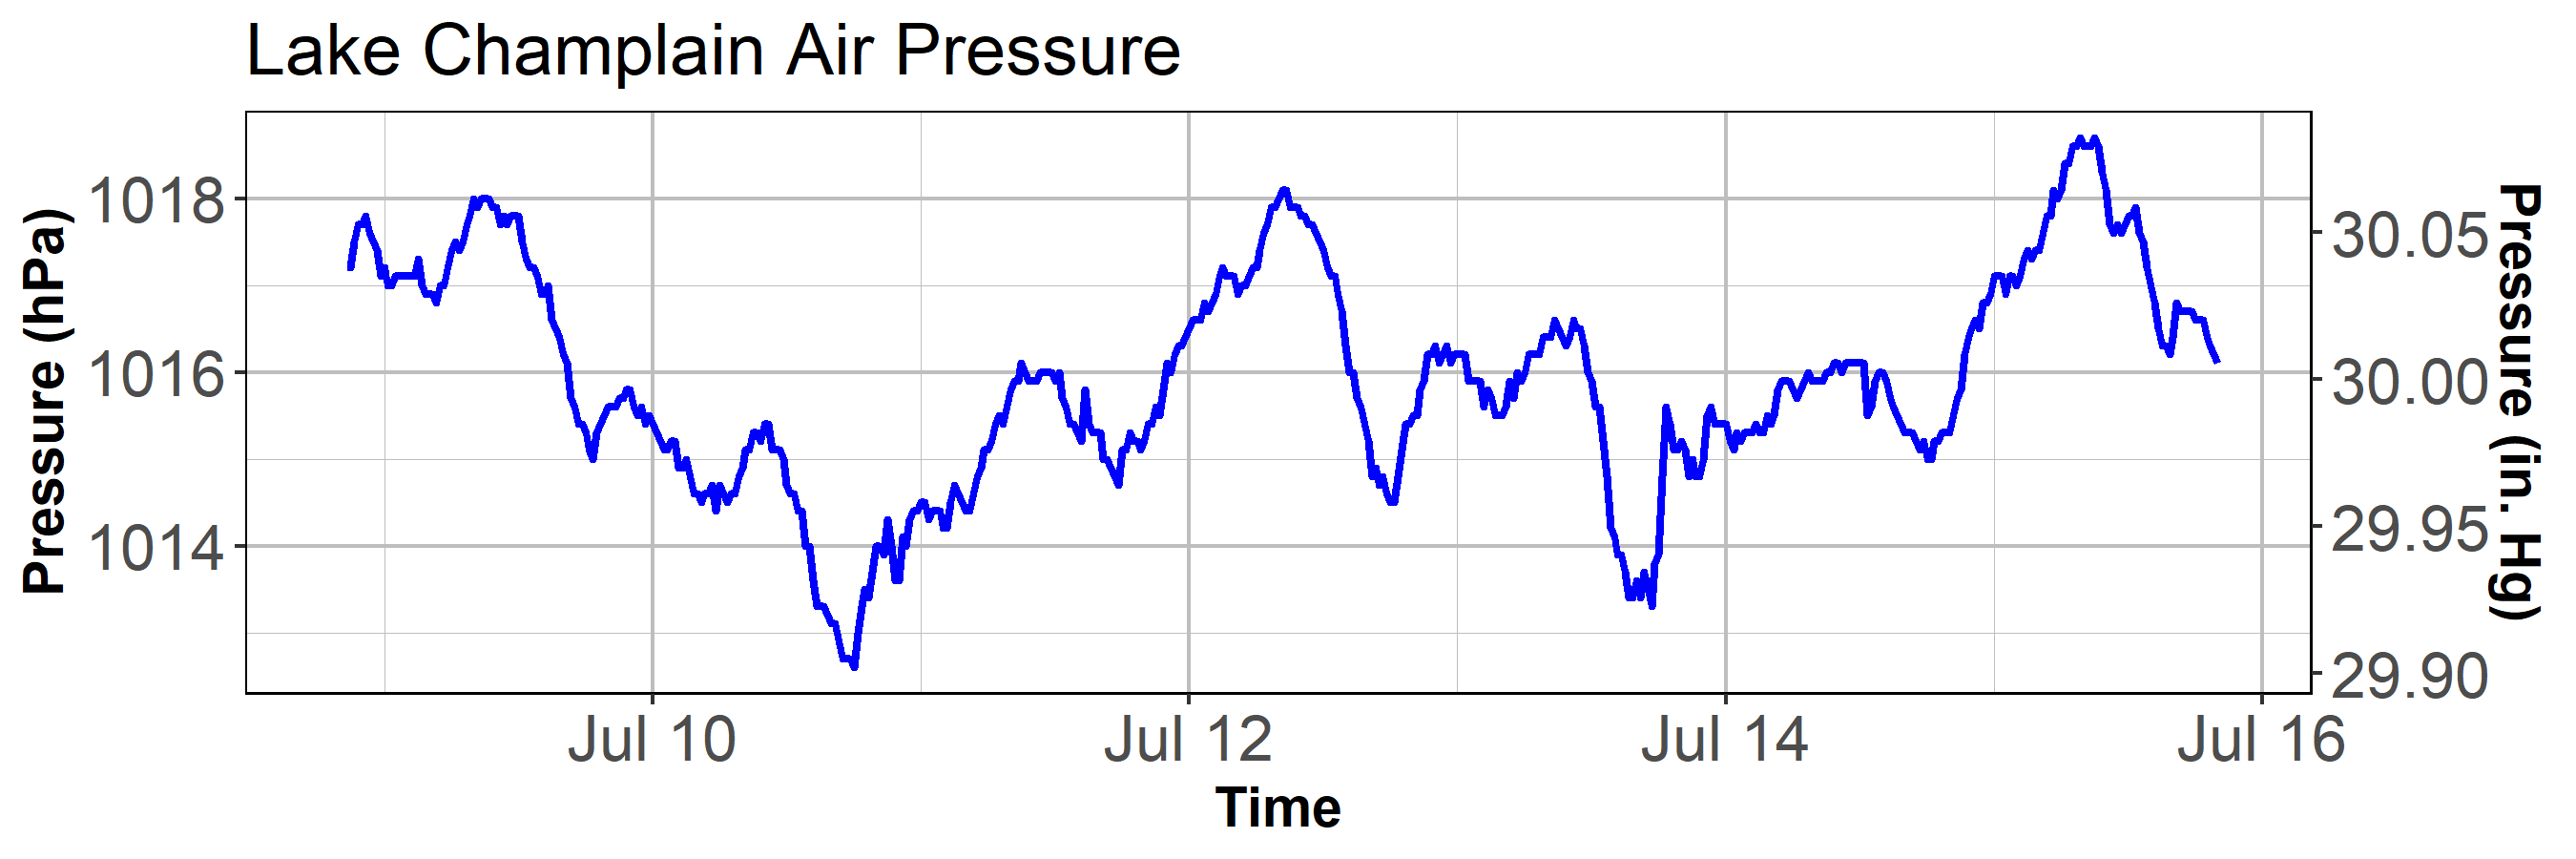 Lake Champlain Air Pressure
Pressure (hPa)
1018
1016
1014
30.05
30.00
29.95
29.90
Pressure (in. Hg)
Jul 10 Jul 12 Jul 14 Jul 16
Time